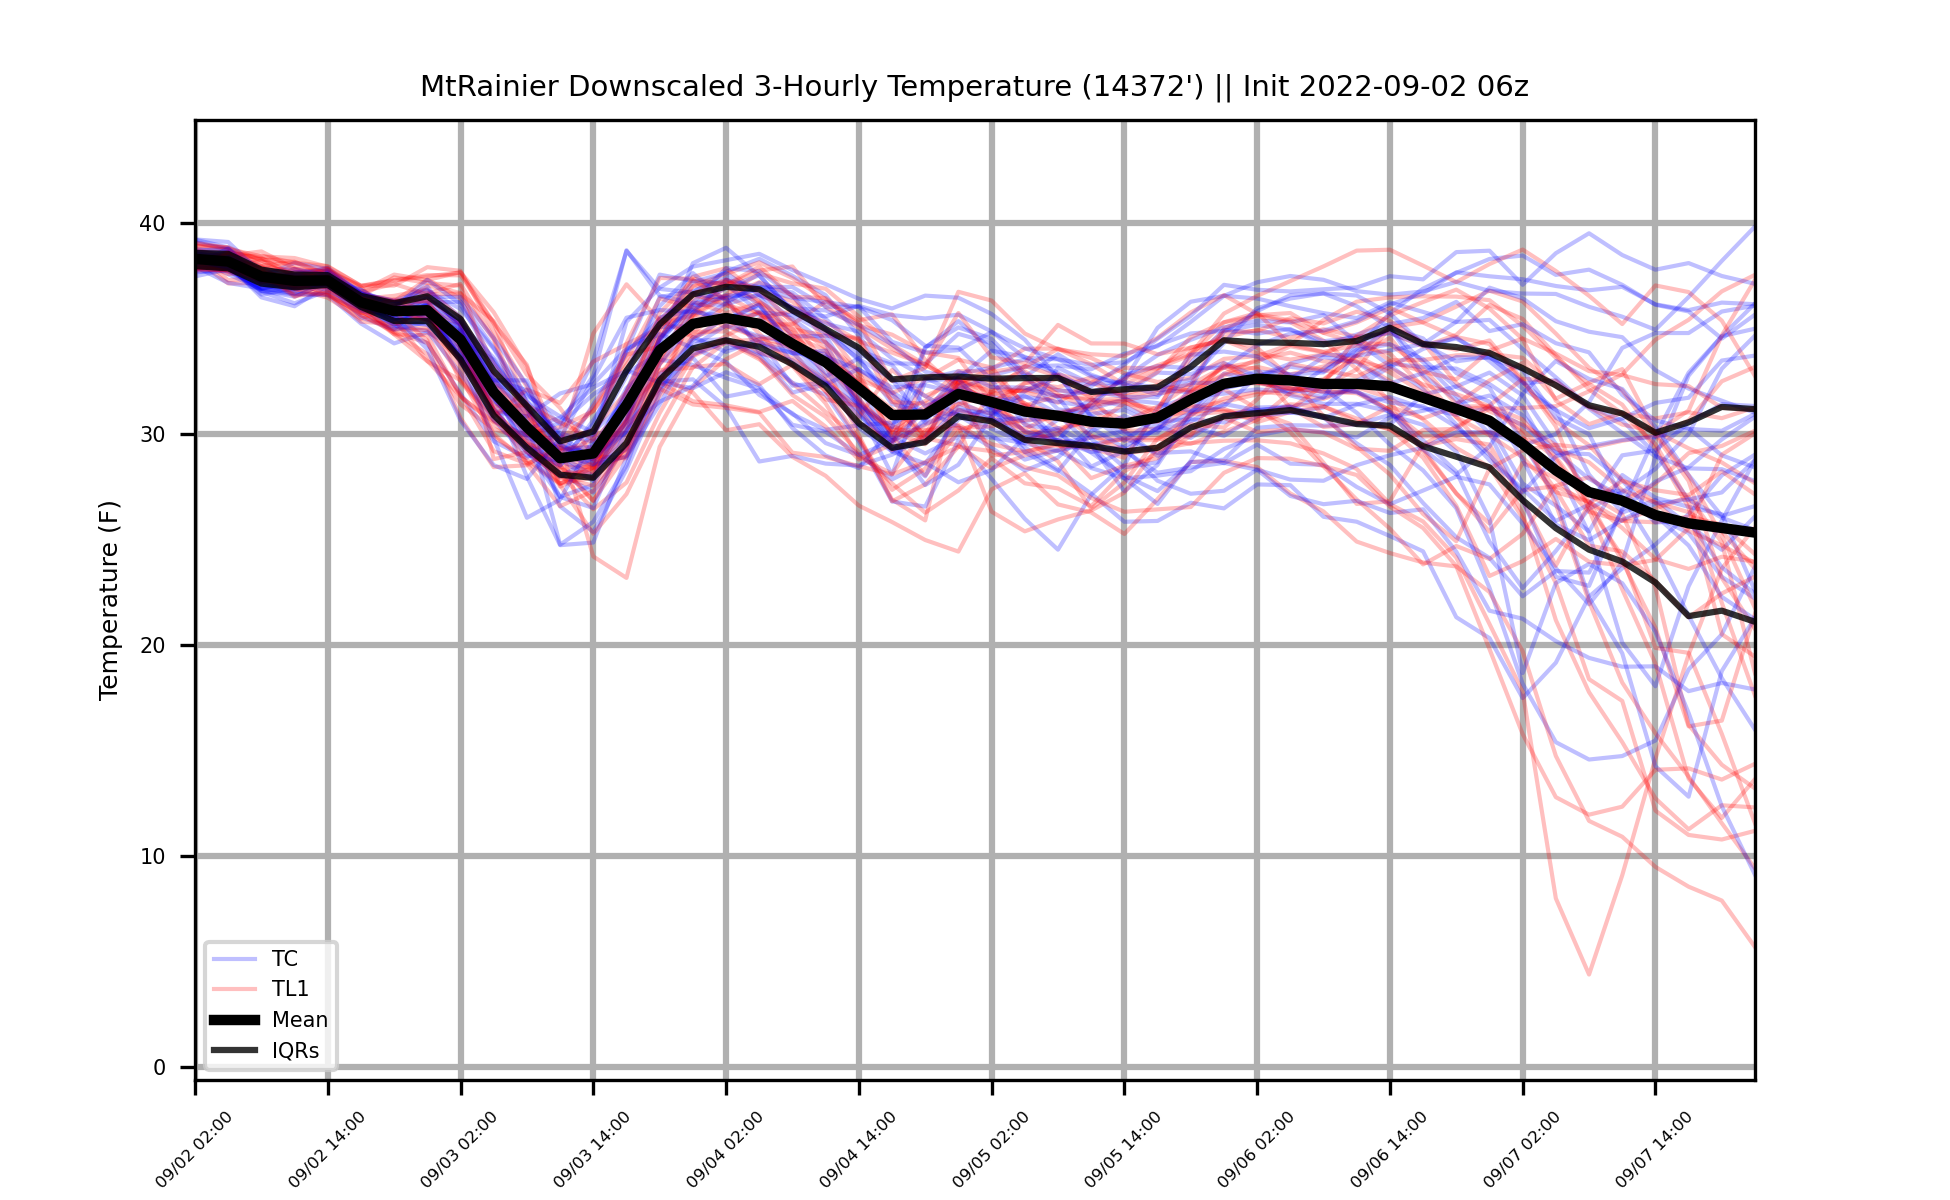 MtRainier Downscaled 3-Hourly Temperature (14372') || Init 2022-09-02 06z
Temperature (F)
40
30
20
10
0
TC
TL1
Mean
IQRs
09/02 02:00
09/02 14:00
09/03 02:00
09/03 14:00
09/04 02:00
09/04 14:00
09/05 02:00
09/05 14:00
09/06 02:00
09/06 14:00
09/07 02:00
09/07 14:00